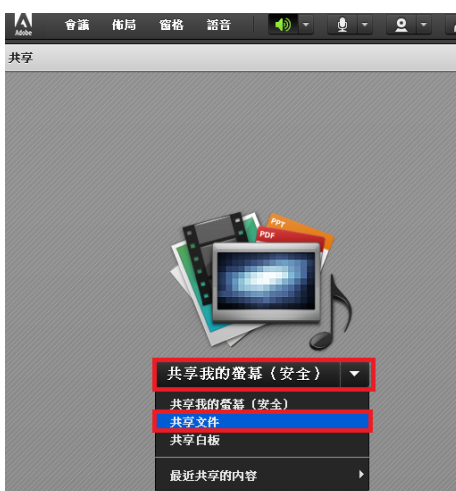 Adobe 會議 佈局 窗格 語音
共享
PPT
PDF
共享我的螢幕（安全）
共享我的螢幕（安全）
共享文件
共享白板
最近共享的內容